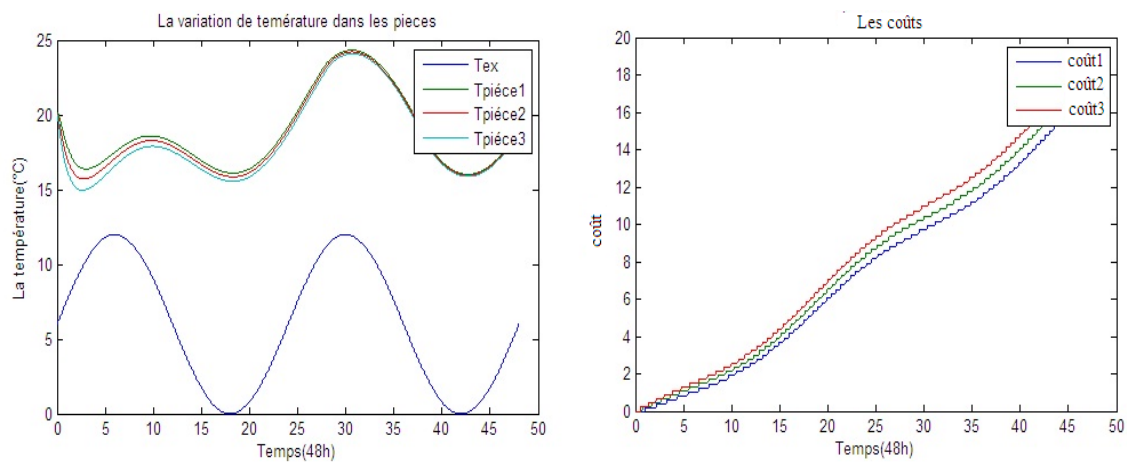 La variation de temérature dans les pieces
25
20
15
10
5
0
La température(°C)
Tex
Tpiéce1
Tpiéce2
Tpiéce3
0 5 10 15 20 25 30 35 40 45 50
Temps(48h)
Les coûts
20
18
16
14
12
10
8
6
4
2
0
coût
coût1
coût2
coût3
0 5 10 15 20 25 30 35 40 45 50
Temps(48h)